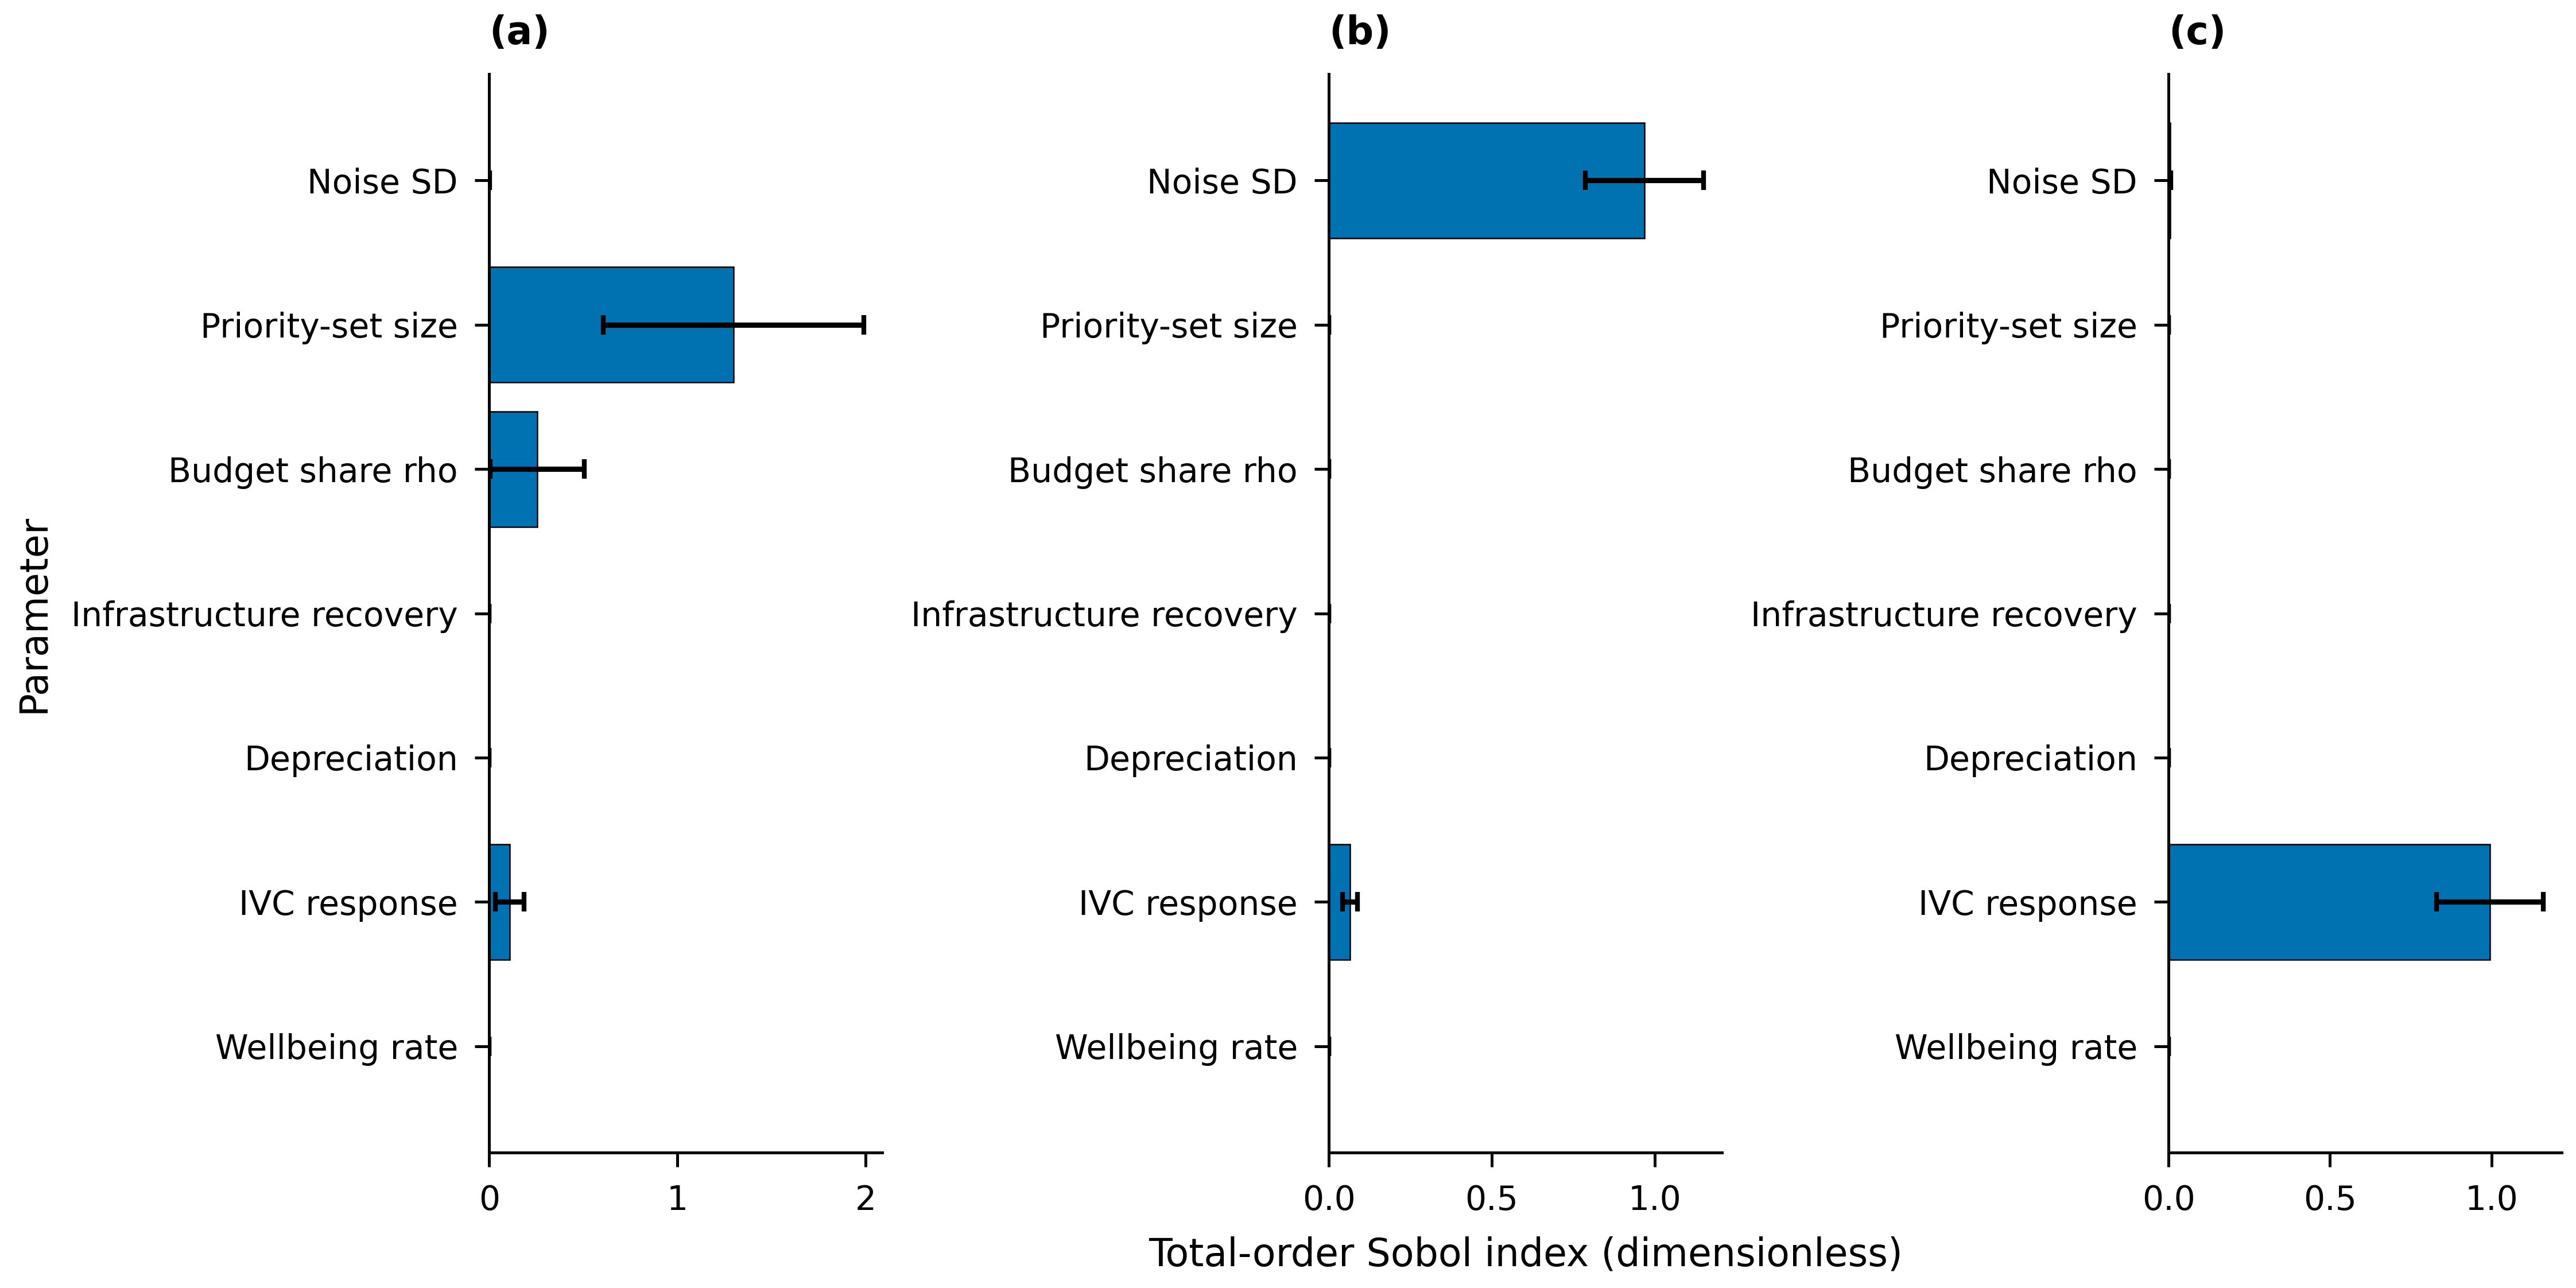 (a)
Parameter
Noise SD
Priority-set size
Budget share rho
Infrastructure recovery
Depreciation
IVC response
Wellbeing rate
0 1 2
(b)
Noise SD
Priority-set size
Budget share rho
Infrastructure recovery
Depreciation
IVC response
Wellbeing rate
0.0 0.5 1.0
(c)
Noise SD
Priority-set size
Budget share rho
Infrastructure recovery
Depreciation
IVC response
Wellbeing rate
0.0 0.5 1.0
Total-order Sobol index (dimensionless)